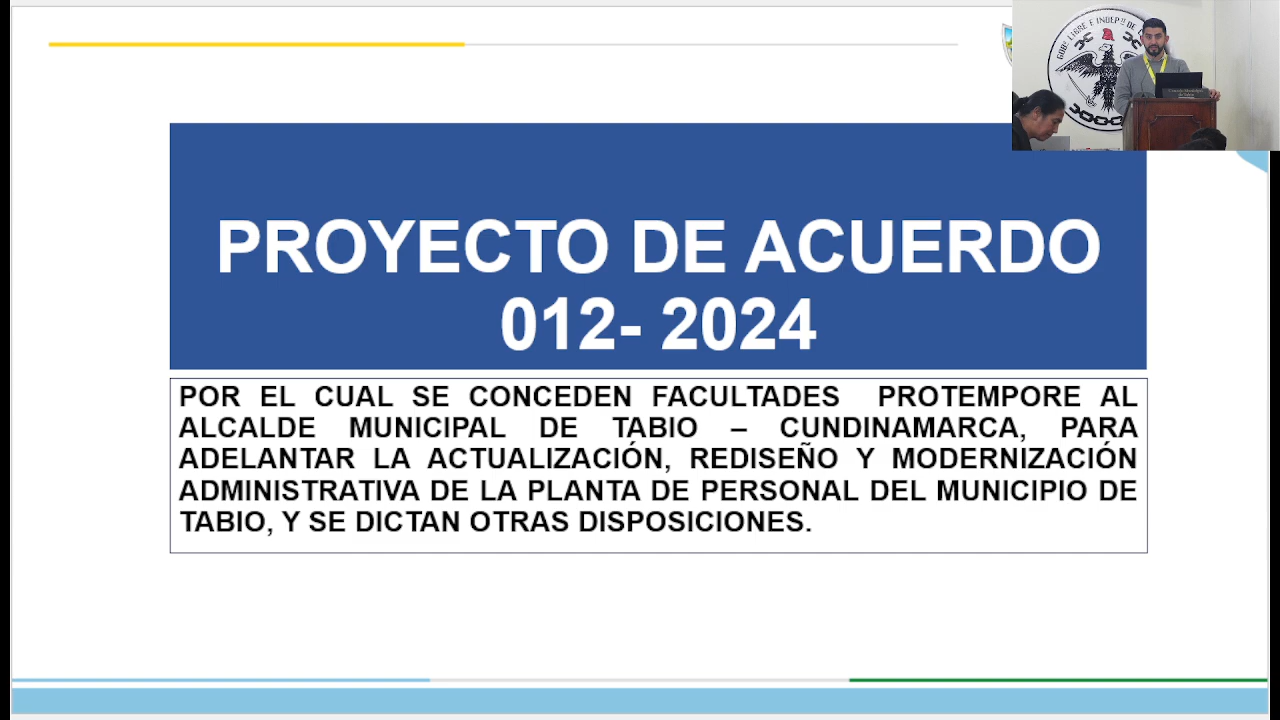 PROYECTO DE ACUERDO
012- 2024
POR EL CUAL SE CONCEDEN FACULTADES PROTEMPORE AL
ALCALDE MUNICIPAL DE TABIO – CUNDINAMARCA, PARA
ADELANTAR LA ACTUALIZACIÓN, REDISEÑO Y MODERNIZACIÓN
ADMINISTRATIVA DE LA PLANTA DE PERSONAL DEL MUNICIPIO DE
TABIO, Y SE DICTAN OTRAS DISPOSICIONES.
LIBRE E INDEP